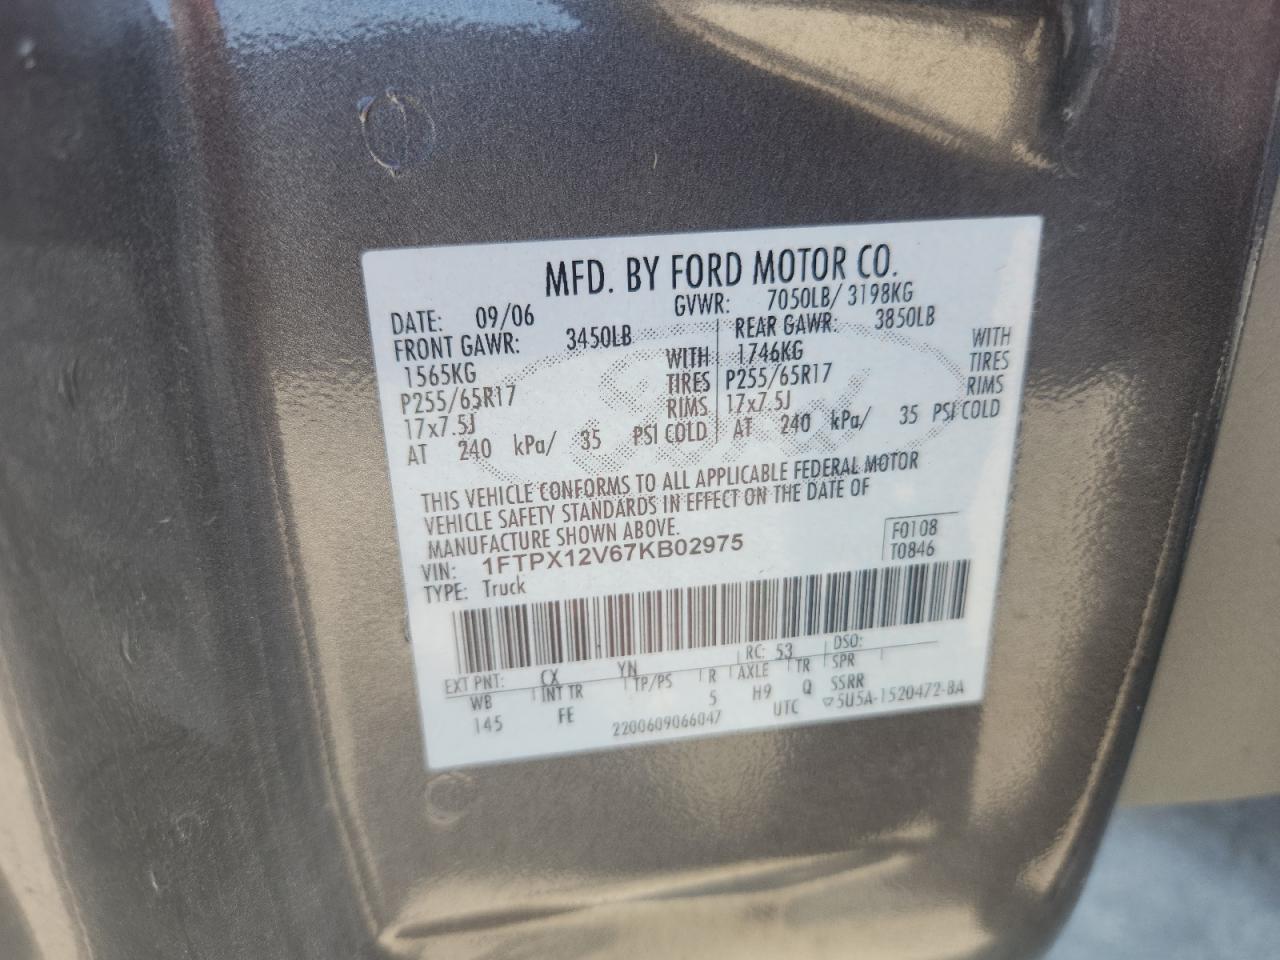 MFD. BY FORD MOTOR CO.
DATE: 09/06 GVWR: 7050LB/ 3198KG
FRONT GAWR: 3450LB REAR GAWR: 3850LB
1565KG WITH 1746KG WITH
P255/65R17 TIRES P255/65R17 TIRES
17x7.5J RIMS 17x7.5J RIMS
AT 240 kPa/ 35 PSI COLD AT 240 kPa/ 35 PSI COLD
THIS VEHICLE CONFORMS TO ALL APPLICABLE FEDERAL MOTOR
VEHICLE SAFETY STANDARDS IN EFFECT ON THE DATE OF
MANUFACTURE SHOWN ABOVE.
VIN: 1FTPX12V67KB02975
F0108
T0846
TYPE: Truck
EXT PNT: CX YN RC: 53 DSO:
WB INT TR TP/PS R AXLE TR SPR
145 FE 5 H9 Q SSRR
2200609066047 UTC ▽5U5A-1520472-BA